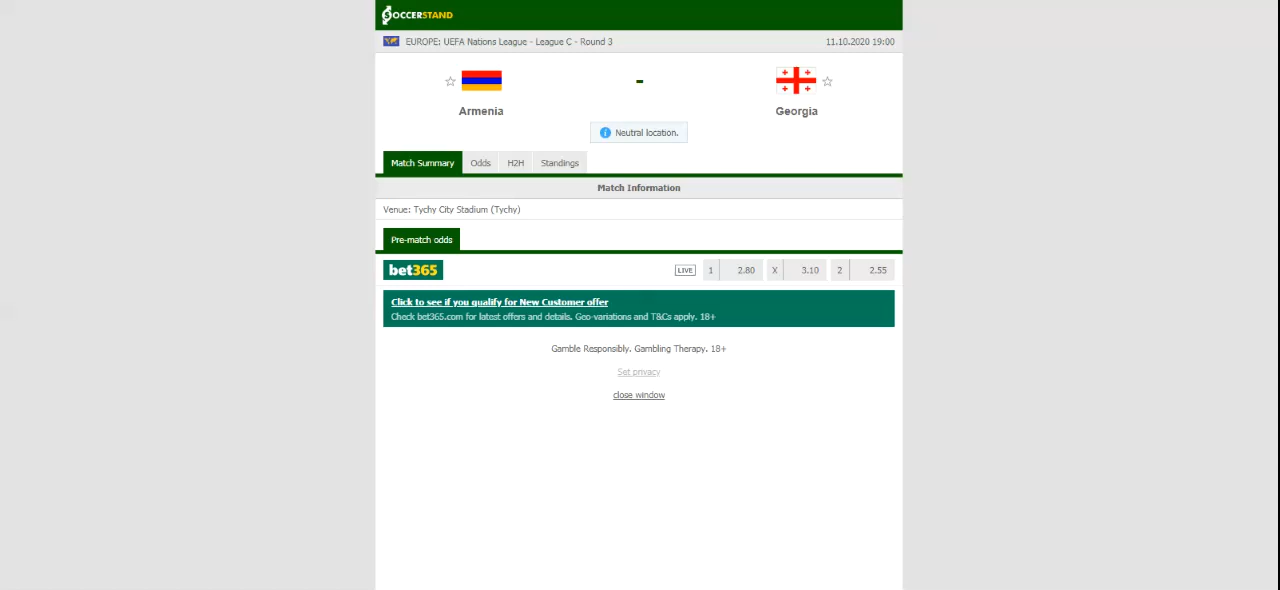 SOCCERSTAND
EUROPE: UEFA Nations League - League C - Round 3 11.10.2020 19:00
-
Armenia Georgia
Neutral location.
Match Summary Odds H2H Standings
Match Information
Venue: Tychy City Stadium (Tychy)
Pre-match odds
bet365 LIVE 1 2.80 X 3.10 2 2.55
Click to see if you qualify for New Customer offer
Check bet365.com for latest offers and details. Geo-variations and T&Cs apply. 18+
Gamble Responsibly. Gambling Therapy. 18+
Set privacy
close window